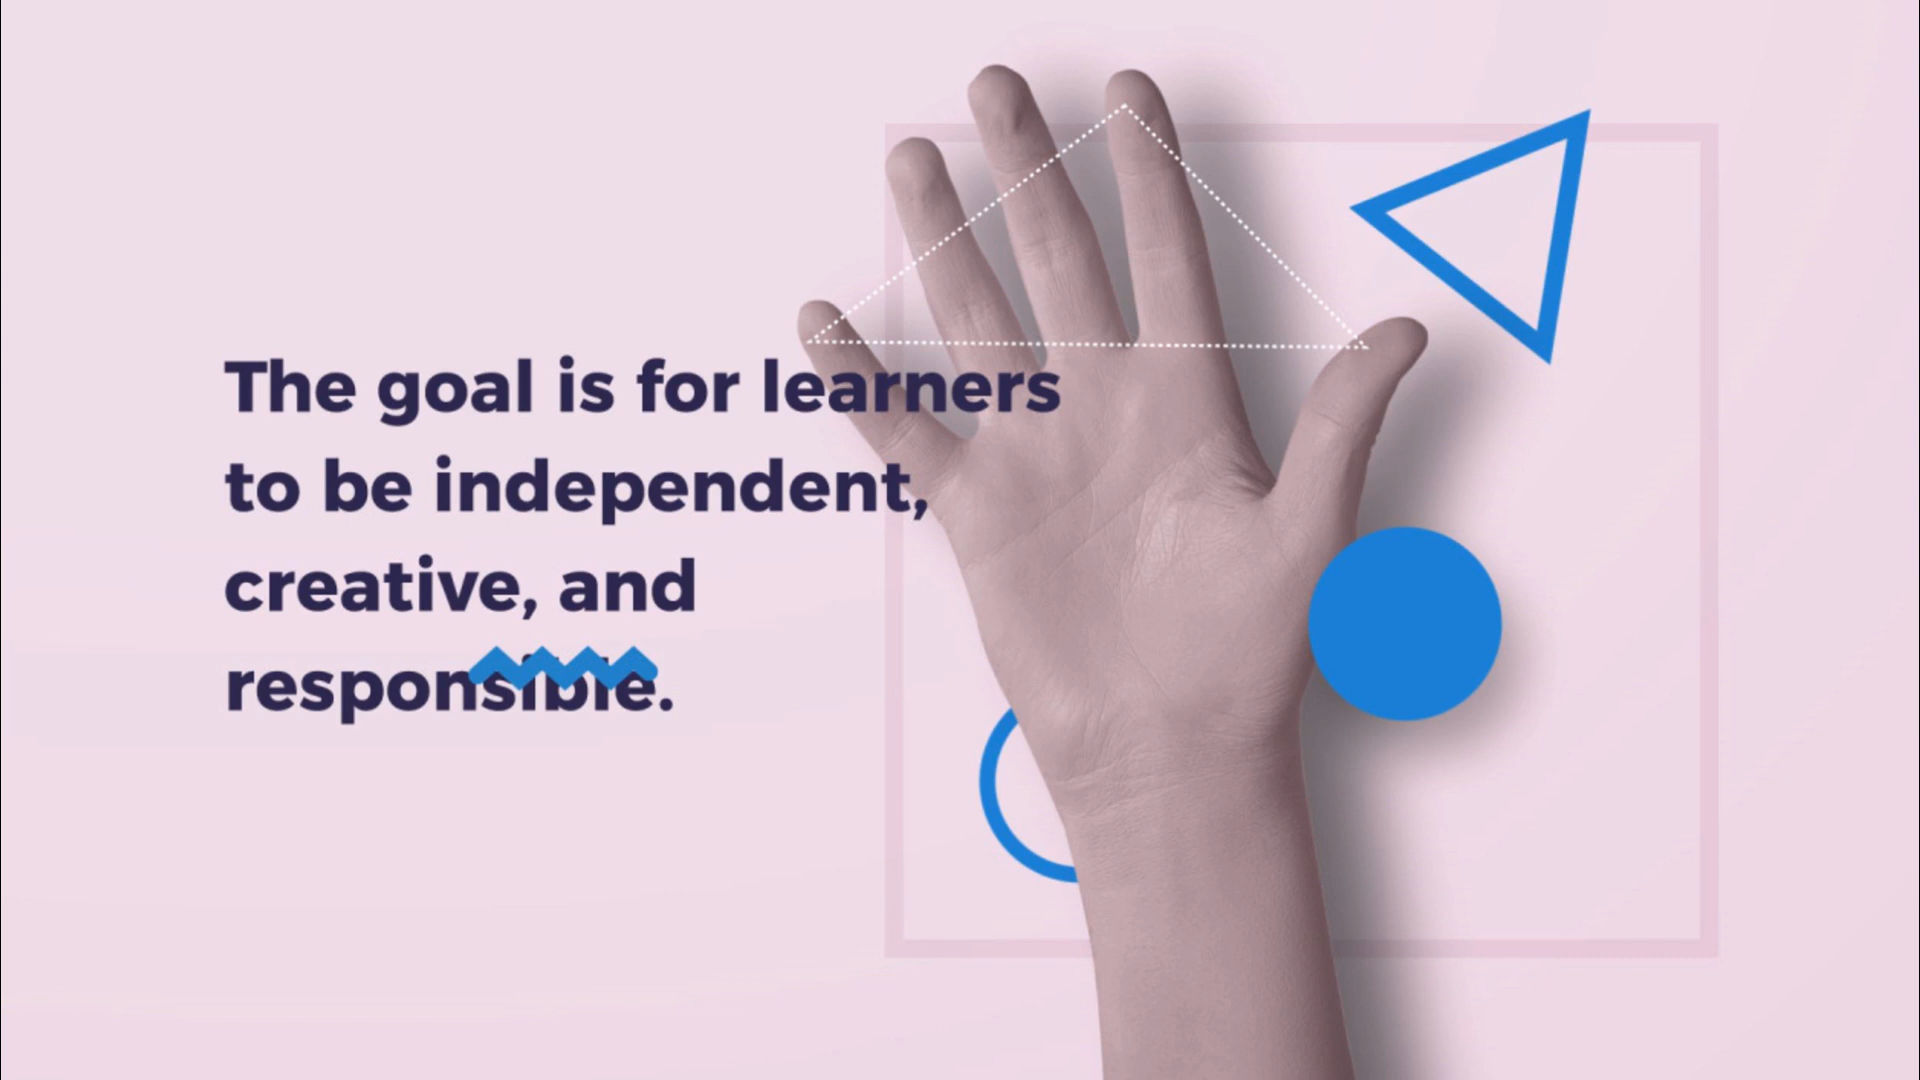 The goal is for learners
to be independent,
creative, and
responsible.